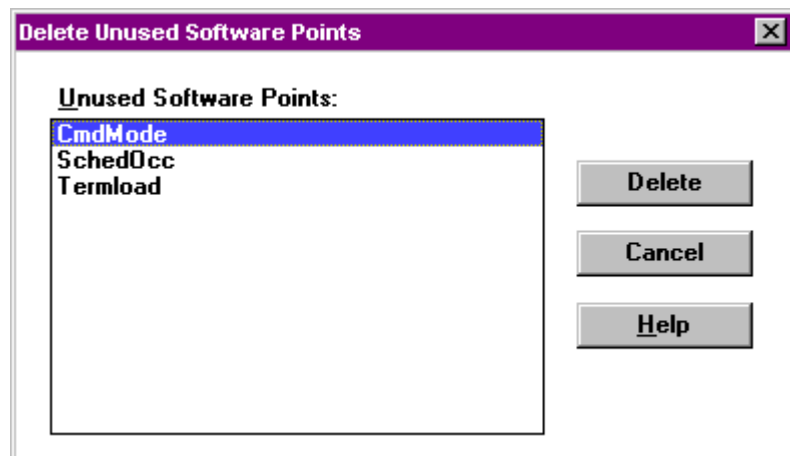 Delete Unused Software Points
Unused Software Points:
CmdMode
SchedOcc
Termload
Delete
Cancel
Help